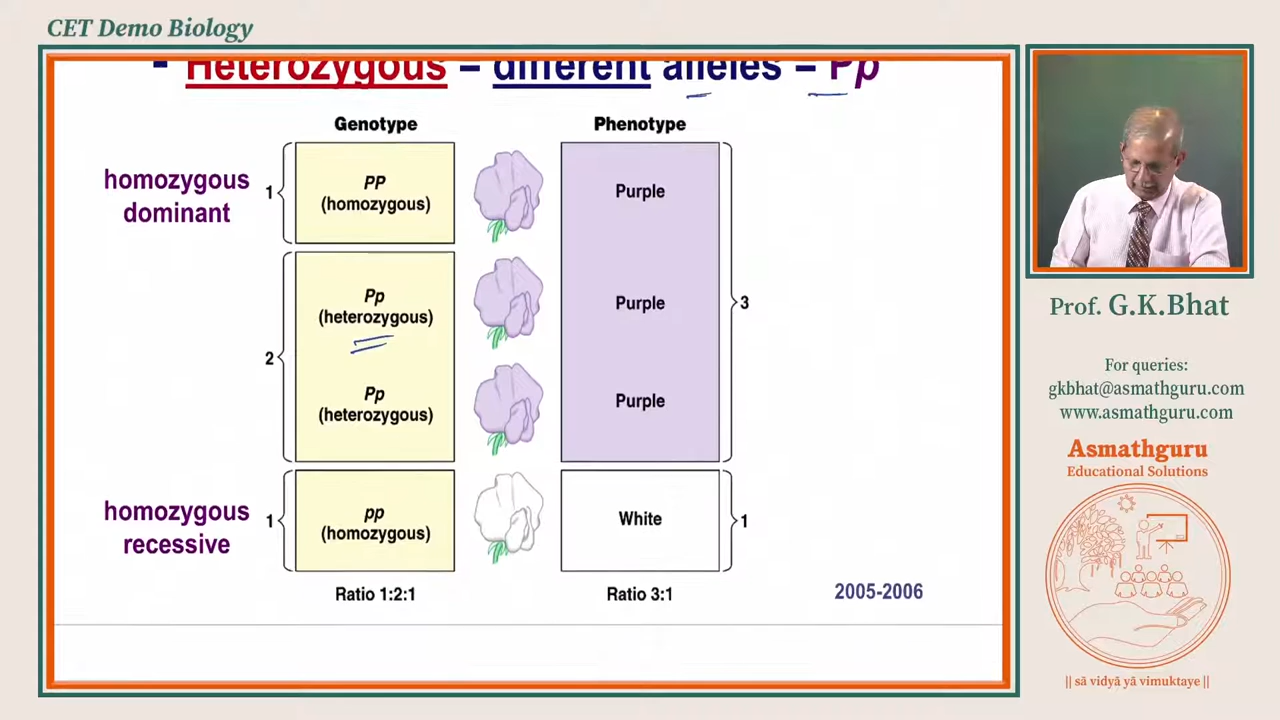 CET Demo Biology
- Heterozygous – different alleles – Pp
Genotype
Phenotype
homozygous
dominant
1
PP
(homozygous)
Purple
2
Pp
(heterozygous)
Purple
3
Pp
(heterozygous)
Purple
homozygous
recessive
1
pp
(homozygous)
White
1
Ratio 1:2:1
Ratio 3:1
2005-2006
Prof. G.K.Bhat
For queries:
gkbhat@asmathguru.com
www.asmathguru.com
Asmathguru
Educational Solutions
|| sā vidyā yā vimuktaye ||